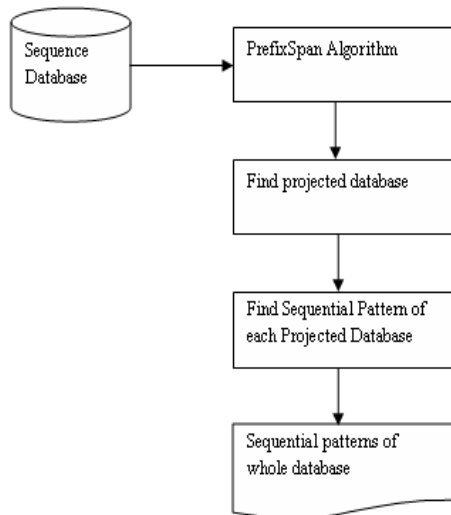 Sequence
Database
PrefixSpan Algorithm
Find projected database
Find Sequential Pattern of
each Projected Database
Sequential patterns of
whole database